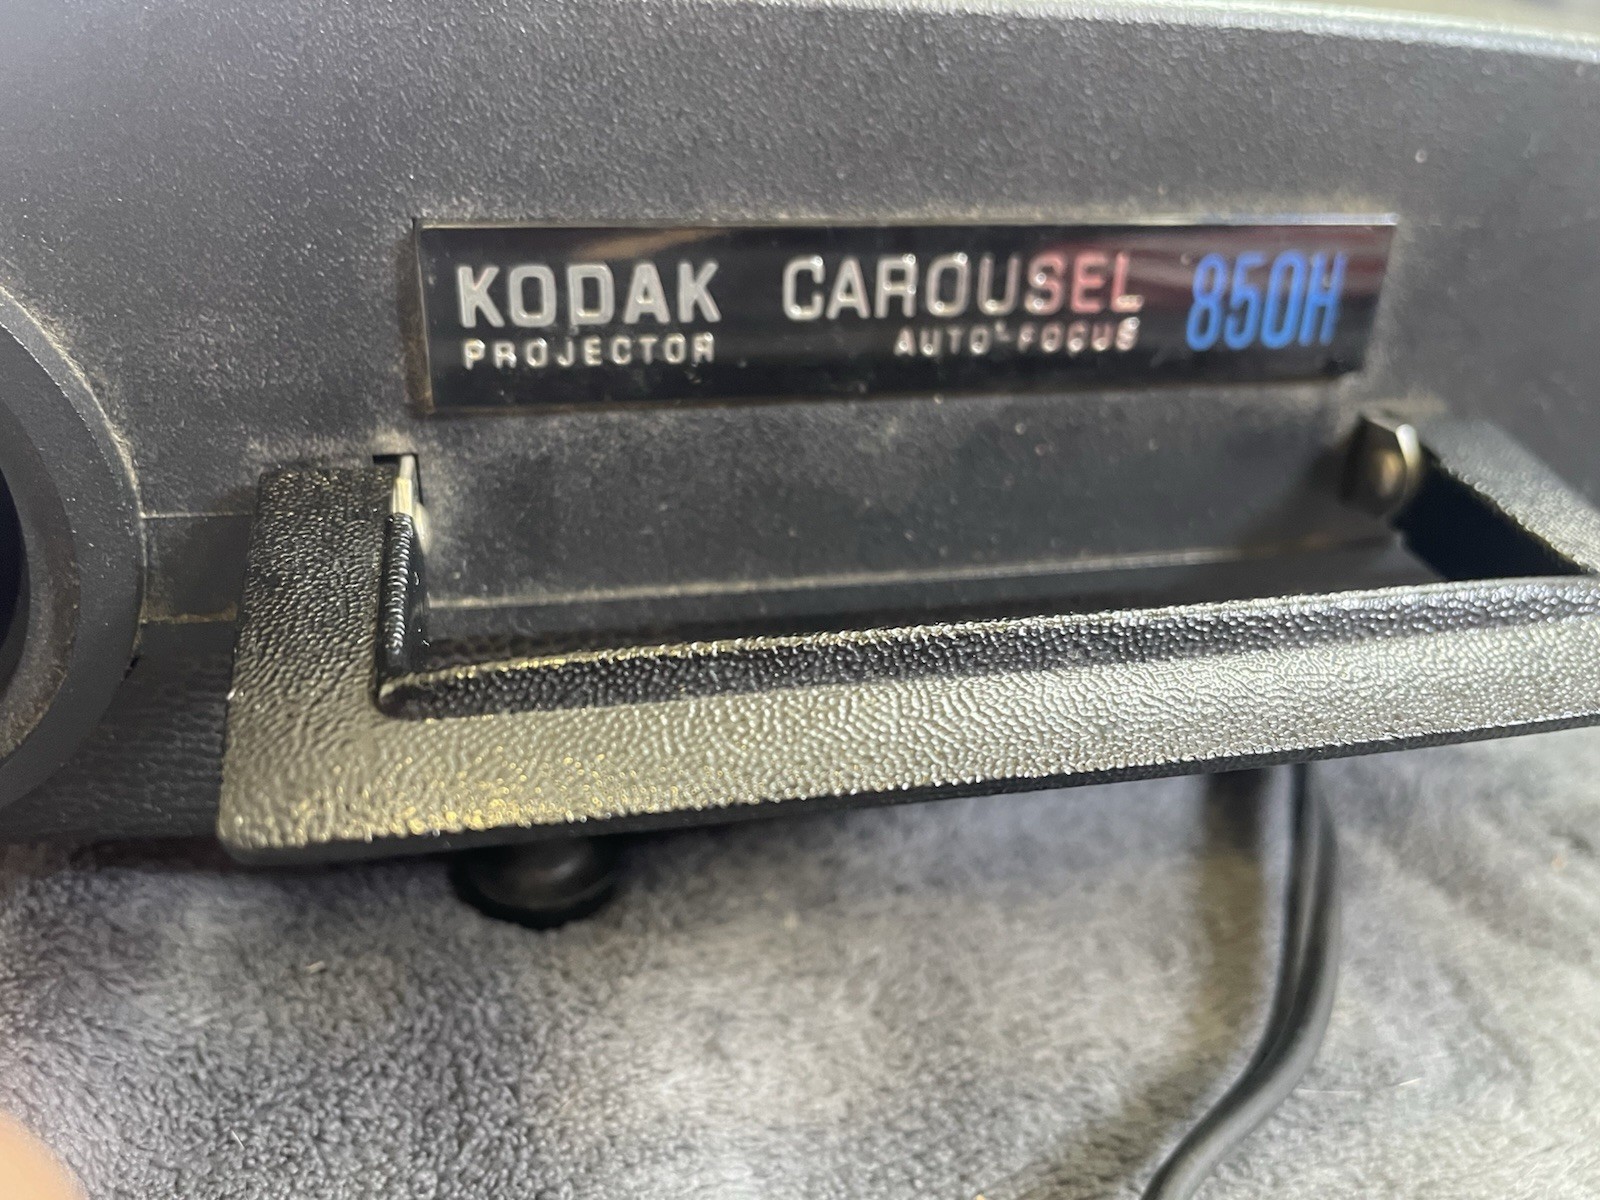 KODAK CAROUSEL 850H
PROJECTOR AUTO-FOCUS